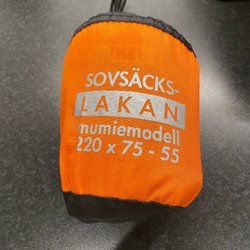 SOVSÄCKS-
LAKAN
mumiemodell
220 x 75 - 55